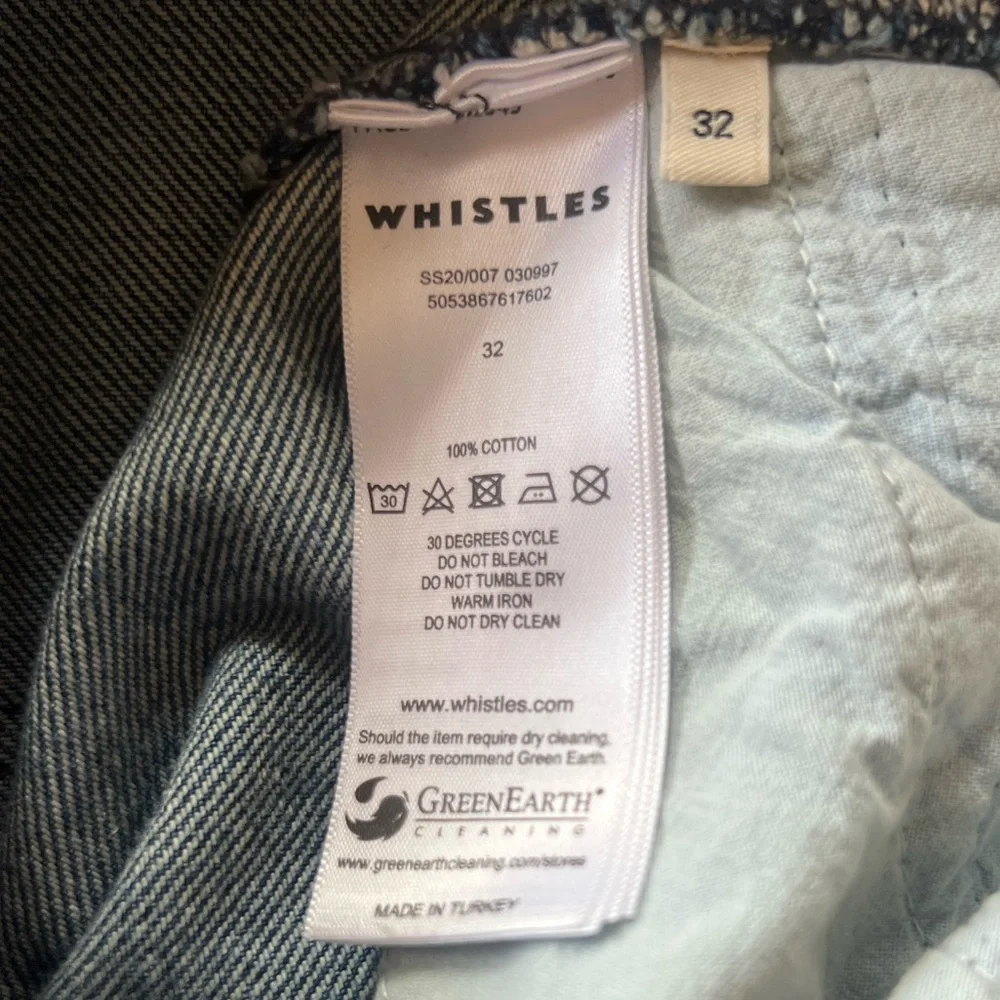 32
WHISTLES
SS20/007 030997
5053867617602
32
100% COTTON
30
30 DEGREES CYCLE
DO NOT BLEACH
DO NOT TUMBLE DRY
WARM IRON
DO NOT DRY CLEAN
www.whistles.com
Should the item require dry cleaning,
we always recommend Green Earth.
GREENEARTH®
CLEANING
www.greenearthcleaning.com/stores
MADE IN TURKEY